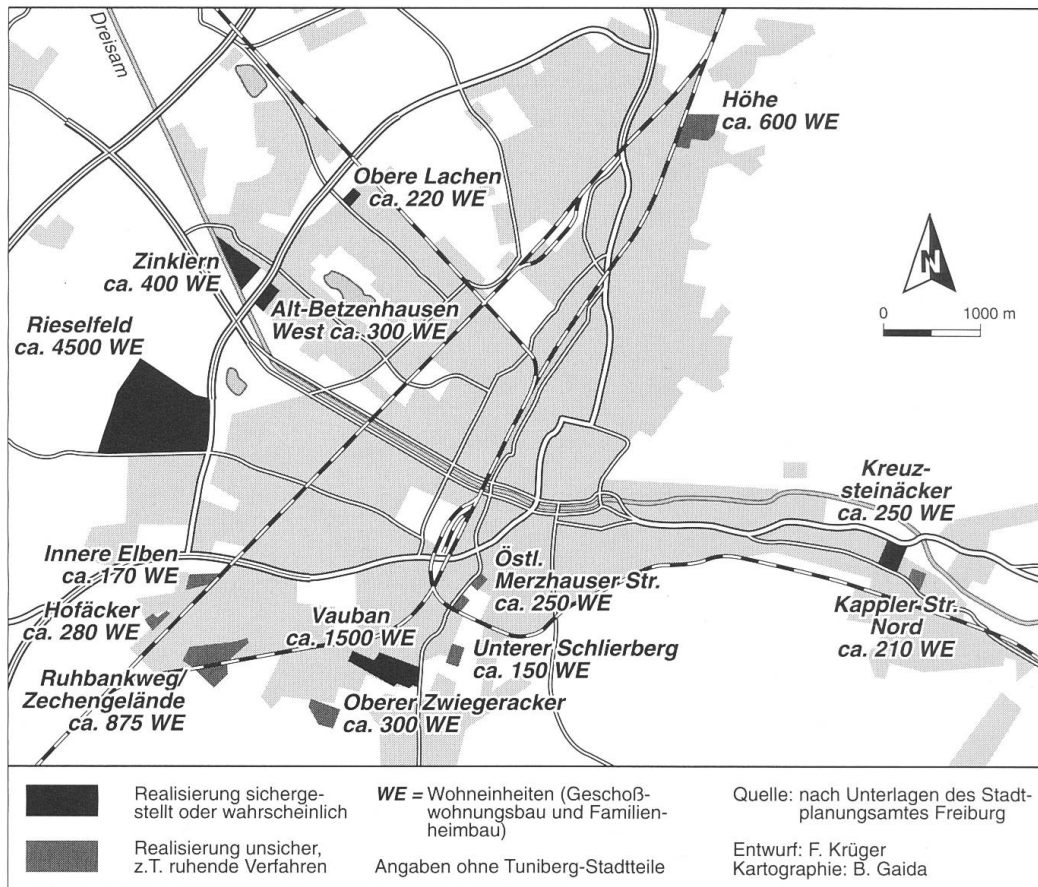 Dreisam
Höhe
ca. 600 WE
Obere Lachen
ca. 220 WE
Zinklern
ca. 400 WE
Alt-Betzenhausen
West ca. 300 WE
Rieselfeld
ca. 4500 WE
N
0 1000 m
Kreuz-
steinäcker
ca. 250 WE
Innere Elben
ca. 170 WE
Östl.
Merzhauser Str.
ca. 250 WE
Hofäcker
ca. 280 WE
Vauban
ca. 1500 WE
Kappler Str.
Nord
ca. 210 WE
Unterer Schlierberg
ca. 150 WE
Ruhbankweg
Zechengelände
ca. 875 WE
Oberer Zwiegeracker
ca. 300 WE
Realisierung sicherge-
stellt oder wahrscheinlich
Realisierung unsicher,
z.T. ruhende Verfahren
WE = Wohneinheiten (Geschoß-
wohnungsbau und Familien-
heimbau)
Angaben ohne Tuniberg-Stadtteile
Quelle: nach Unterlagen des Stadt-
planungsamtes Freiburg
Entwurf: F. Krüger
Kartographie: B. Gaida